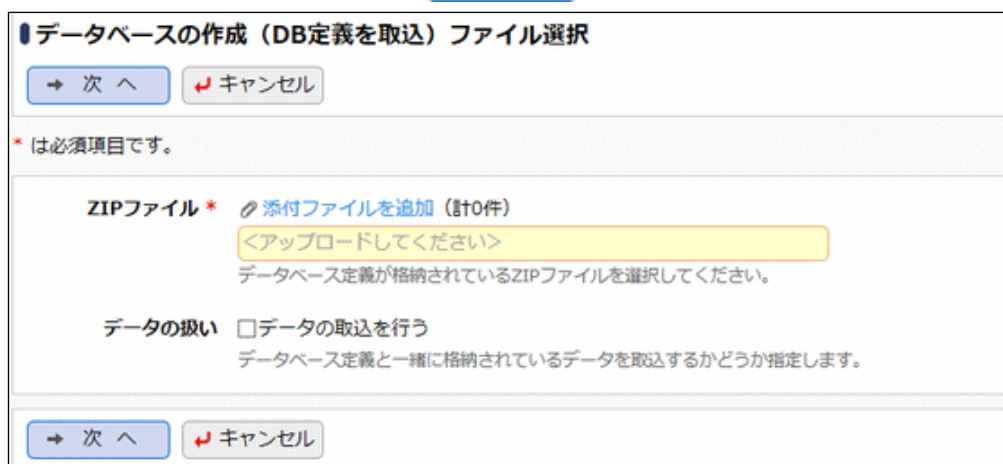 データベースの作成（DB定義を取込）ファイル選択
次 へ キャンセル
* は必須項目です。
ZIPファイル * 添付ファイルを追加 (計0件)
＜アップロードしてください＞
データベース定義が格納されているZIPファイルを選択してください。
データの扱い データの取込を行う
データベース定義と一緒に格納されているデータを取込するかどうか指定します。
次 へ キャンセル